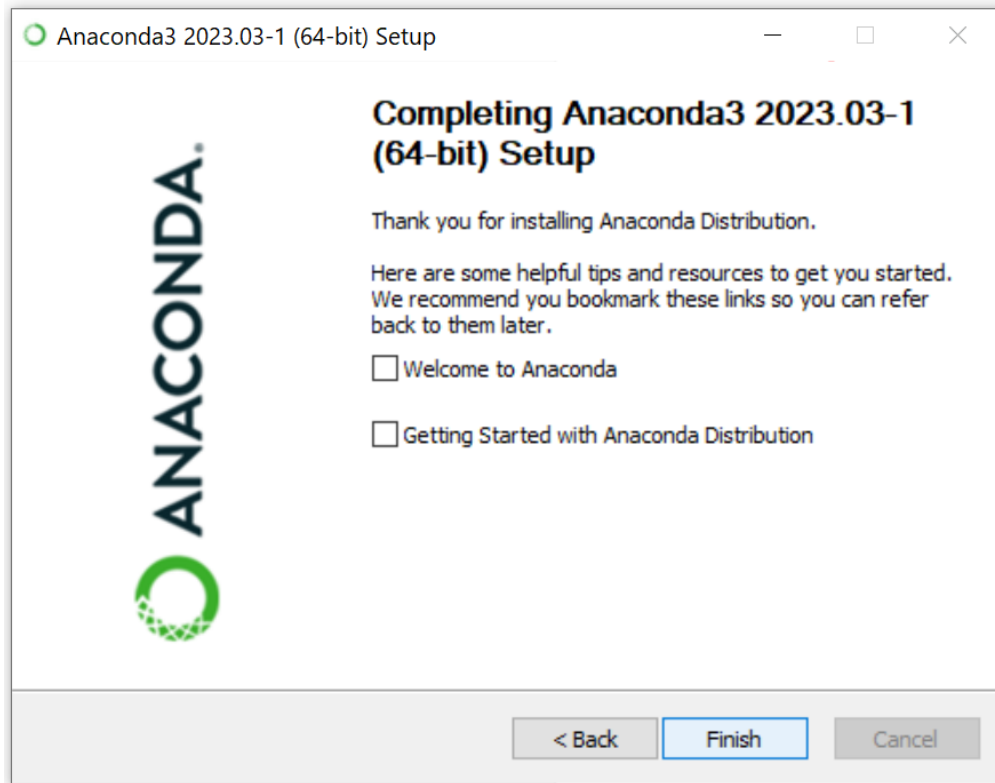 Anaconda3 2023.03-1 (64-bit) Setup
Completing Anaconda3 2023.03-1
(64-bit) Setup
ANACONDA.
Thank you for installing Anaconda Distribution.
Here are some helpful tips and resources to get you started.
We recommend you bookmark these links so you can refer
back to them later.
Welcome to Anaconda
Getting Started with Anaconda Distribution
< Back
Finish
Cancel